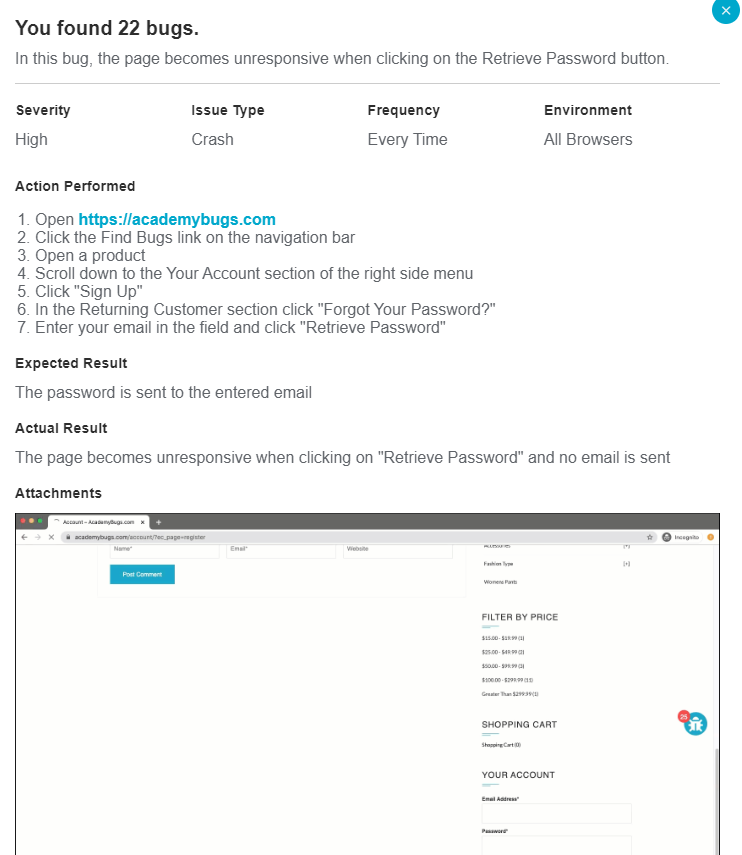 You found 22 bugs.
In this bug, the page becomes unresponsive when clicking on the Retrieve Password button.
Severity
Issue Type
Frequency
Environment
High
Crash
Every Time
All Browsers
Action Performed
1. Open https://academybugs.com
2. Click the Find Bugs link on the navigation bar
3. Open a product
4. Scroll down to the Your Account section of the right side menu
5. Click "Sign Up"
6. In the Returning Customer section click "Forgot Your Password?"
7. Enter your email in the field and click "Retrieve Password"
Expected Result
The password is sent to the entered email
Actual Result
The page becomes unresponsive when clicking on "Retrieve Password" and no email is sent
Attachments
Account – AcademyBugs.com
academybugs.com/account/?ec_page=register
Incognito
Name*
Email*
Website
Post Comment
Accessories [+]
Fashion Type [+]
Womens Pants
FILTER BY PRICE
$15.00 - $19.99 (1)
$25.00 - $49.99 (2)
$50.00 - $99.99 (3)
$100.00 - $299.99 (11)
Greater Than $299.99 (1)
SHOPPING CART
25
Shopping Cart (0)
YOUR ACCOUNT
Email Address*
Password*